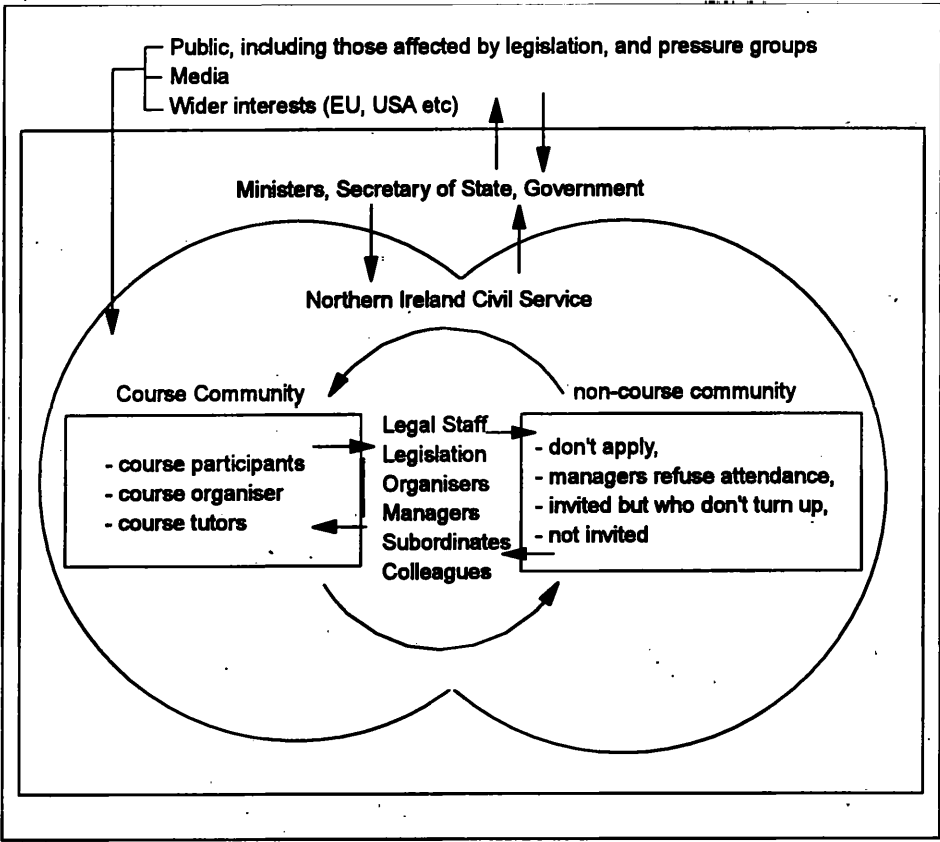 Public, including those affected by legislation, and pressure groups
Media
Wider interests (EU, USA etc)
Ministers, Secretary of State, Government
Northern Ireland Civil Service
Course Community
- course participants
- course organiser
- course tutors
Legal Staff
Legislation
Organisers
Managers
Subordinates
Colleagues
non-course community
- don't apply,
- managers refuse attendance,
- invited but who don't turn up,
- not invited